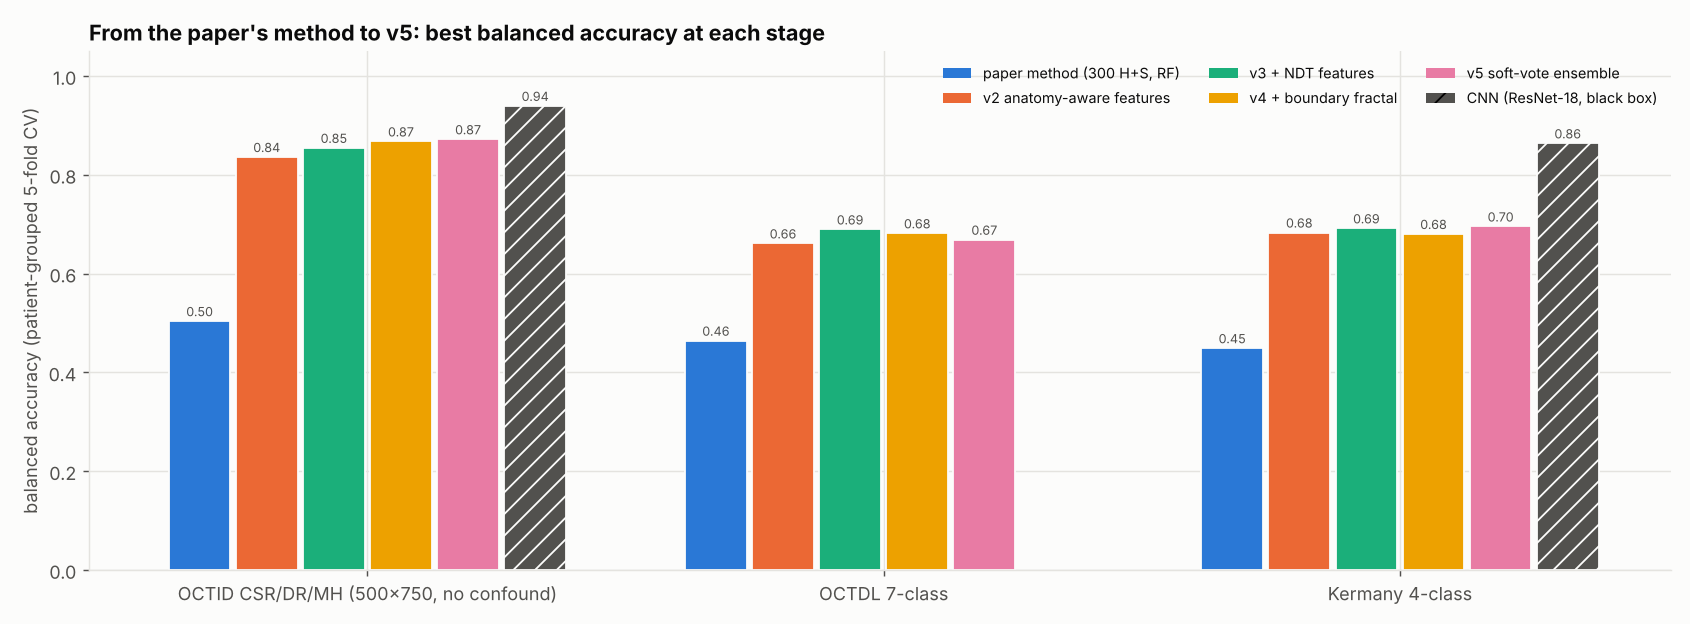 From the paper's method to v5: best balanced accuracy at each stage
paper method (300 H+S, RF)
v2 anatomy-aware features
v3 + NDT features
v4 + boundary fractal
v5 soft-vote ensemble
CNN (ResNet-18, black box)
balanced accuracy (patient-grouped 5-fold CV)
1.0
0.8
0.6
0.4
0.2
0.0
0.50
0.84
0.85
0.87
0.87
0.94
0.46
0.66
0.69
0.68
0.67
0.45
0.68
0.69
0.68
0.70
0.86
OCTID CSR/DR/MH (500×750, no confound)
OCTDL 7-class
Kermany 4-class